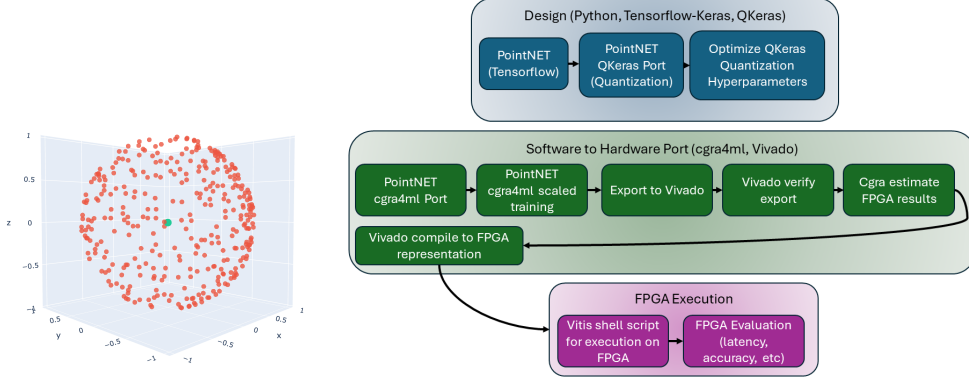 Design (Python, Tensorflow-Keras, QKeras)
PointNET
(Tensorflow)
PointNET
QKeras Port
(Quantization)
Optimize QKeras
Quantization
Hyperparameters
Software to Hardware Port (cgra4ml, Vivado)
PointNET
cgra4ml Port
PointNET
cgra4ml scaled
training
Export to Vivado
Vivado verify
export
Cgra estimate
FPGA results
Vivado compile to FPGA
representation
FPGA Execution
Vitis shell script
for execution on
FPGA
FPGA Evaluation
(latency,
accuracy, etc)
1
0.5
0
−0.5
−1
z
0.5
0
−0.5
−1
y
1
0.5
0
−0.5
−1
x